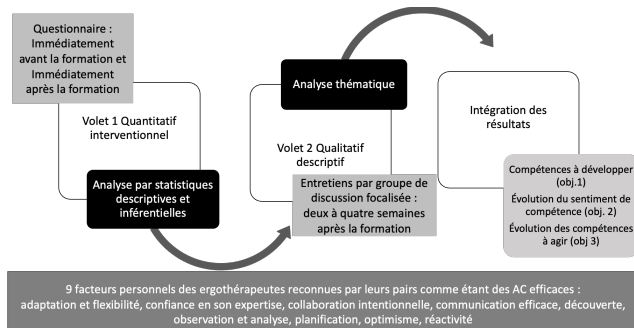 Questionnaire :
Immédiatement
avant la formation et
Immédiatement
après la formation
Volet 1 Quantitatif
interventionnel
Analyse par statistiques
descriptives et
inférentielles
Analyse thématique
Volet 2 Qualitatif
descriptif
Entretiens par groupe de
discussion focalisée :
deux à quatre semaines
après la formation
Intégration des
résultats
Compétences à développer
(obj.1)
Évolution du sentiment de
compétence (obj. 2)
Évolution des compétences
à agir (obj 3)
9 facteurs personnels des ergothérapeutes reconnues par leurs pairs comme étant des AC efficaces :
adaptation et flexibilité, confiance en son expertise, collaboration intentionnelle, communication efficace, découverte,
observation et analyse, planification, optimisme, réactivité